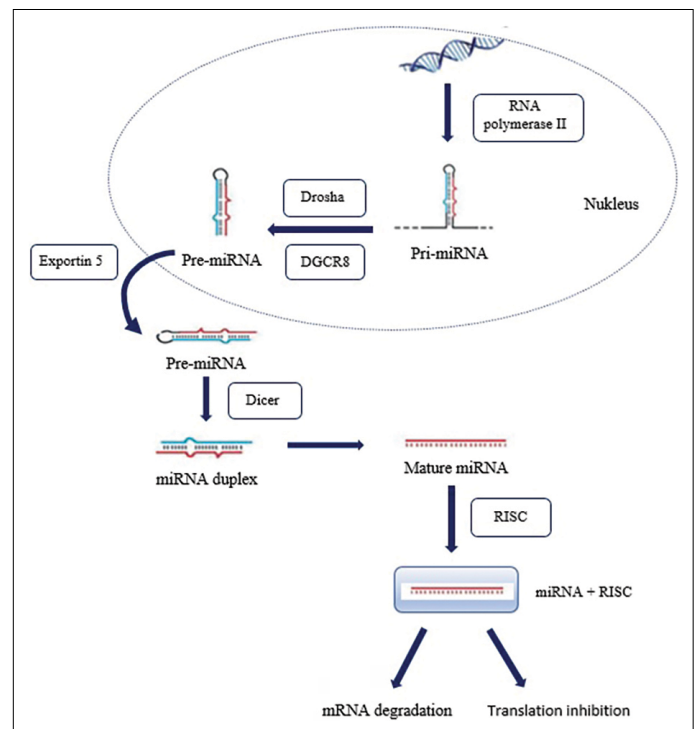 RNA
polymerase II
Nukleus
Drosha
Pri-miRNA
DGCR8
Pre-miRNA
Exportin 5
Pre-miRNA
Dicer
miRNA duplex
Mature miRNA
RISC
miRNA + RISC
mRNA degradation
Translation inhibition